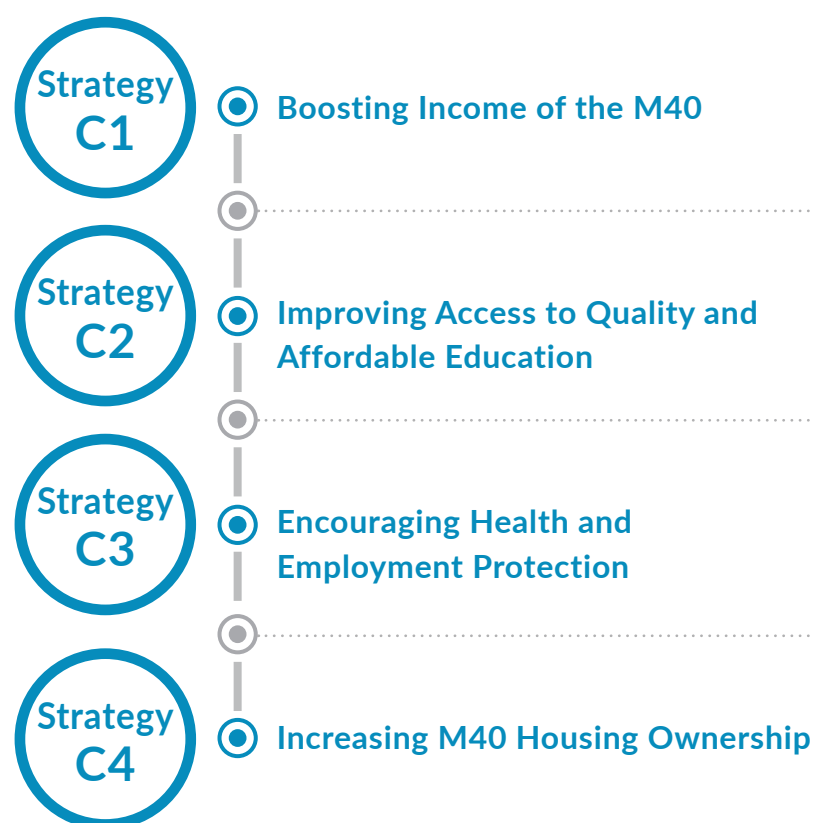 Strategy
C1
Boosting Income of the M40
Strategy
C2
Improving Access to Quality and
Affordable Education
Strategy
C3
Encouraging Health and
Employment Protection
Strategy
C4
Increasing M40 Housing Ownership